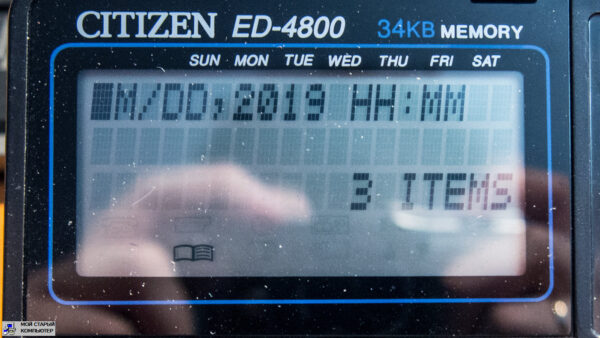 CITIZEN ED-4800 34KB MEMORY
SUN MON TUE WED THU FRI SAT
M/DD,2019 HH:MM
3 ITEMS
МОЙ СТАРЫЙ
КОМПЬЮТЕР